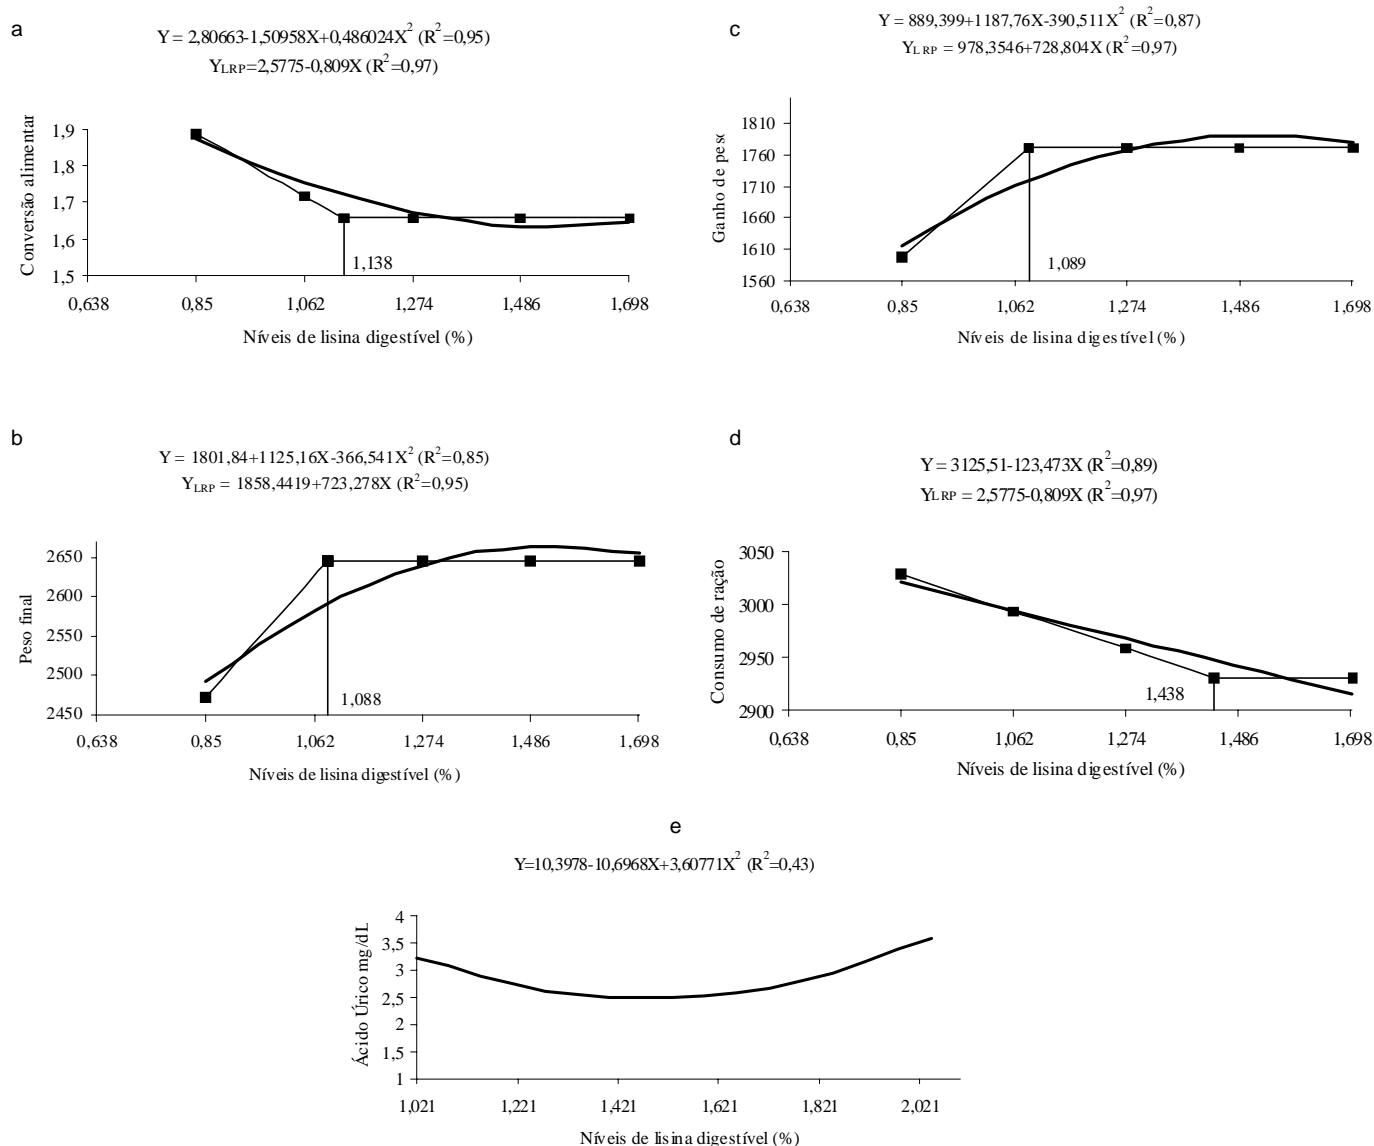 a
Y = 2,80663-1,50958X+0,486024X² (R²=0,95)
Y_LRP=2,5775-0,809X (R²=0,97)
Conversão alimentar
1,9
1,8
1,7
1,6
1,5
1,138
0,638 0,85 1,062 1,274 1,486 1,698
Níveis de lisina digestível (%)
c
Y = 889,399+1187,76X-390,511X² (R²=0,87)
Y_LRP = 978,3546+728,804X (R²=0,97)
Ganho de peso
1810
1760
1710
1660
1610
1560
1,089
0,638 0,85 1,062 1,274 1,486 1,698
Níveis de lisina digestível (%)
b
Y = 1801,84+1125,16X-366,541X² (R²=0,85)
Y_LRP = 1858,4419+723,278X (R²=0,95)
Peso final
2650
2600
2550
2500
2450
1,088
0,638 0,85 1,062 1,274 1,486 1,698
Níveis de lisina digestível (%)
d
Y = 3125,51-123,473X (R²=0,89)
Y_LRP = 2,5775-0,809X (R²=0,97)
Consumo de ração
3050
3000
2950
2900
1,438
0,638 0,85 1,062 1,274 1,486 1,698
Níveis de lisina digestível (%)
e
Y=10,3978-10,6968X+3,60771X² (R²=0,43)
Ácido Úrico mg/dL
4
3,5
3
2,5
2
1,5
1
1,021 1,221 1,421 1,621 1,821 2,021
Níveis de lisina digestível (%)